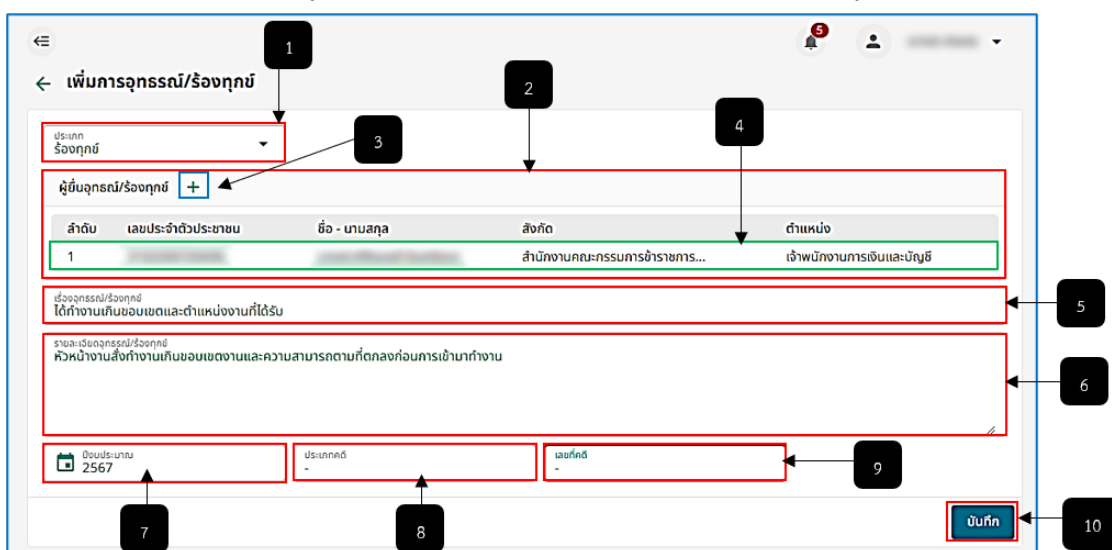 5
1
เพิ่มการอุทธรณ์/ร้องทุกข์
2
ประเภท
ร้องทุกข์
3
4
ผู้ยื่นอุทธรณ์/ร้องทุกข์ +
ลำดับ เลขประจำตัวประชาชน ชื่อ - นามสกุล สังกัด ตำแหน่ง
1 สำนักงานคณะกรรมการข้าราชการ... เจ้าพนักงานการเงินและบัญชี
เรื่องอุทธรณ์/ร้องทุกข์
ได้ทำงานเกินขอบเขตและตำแหน่งงานที่ได้รับ
5
รายละเอียดอุทธรณ์/ร้องทุกข์
หัวหน้างานสั่งทำงานเกินขอบเขตงานและความสามารถตามที่ตกลงก่อนการเข้ามาทำงาน
6
ปีงบประมาณ
2567
ประเภทคดี
-
เลขที่คดี
-
9
7
8
บันทึก
10